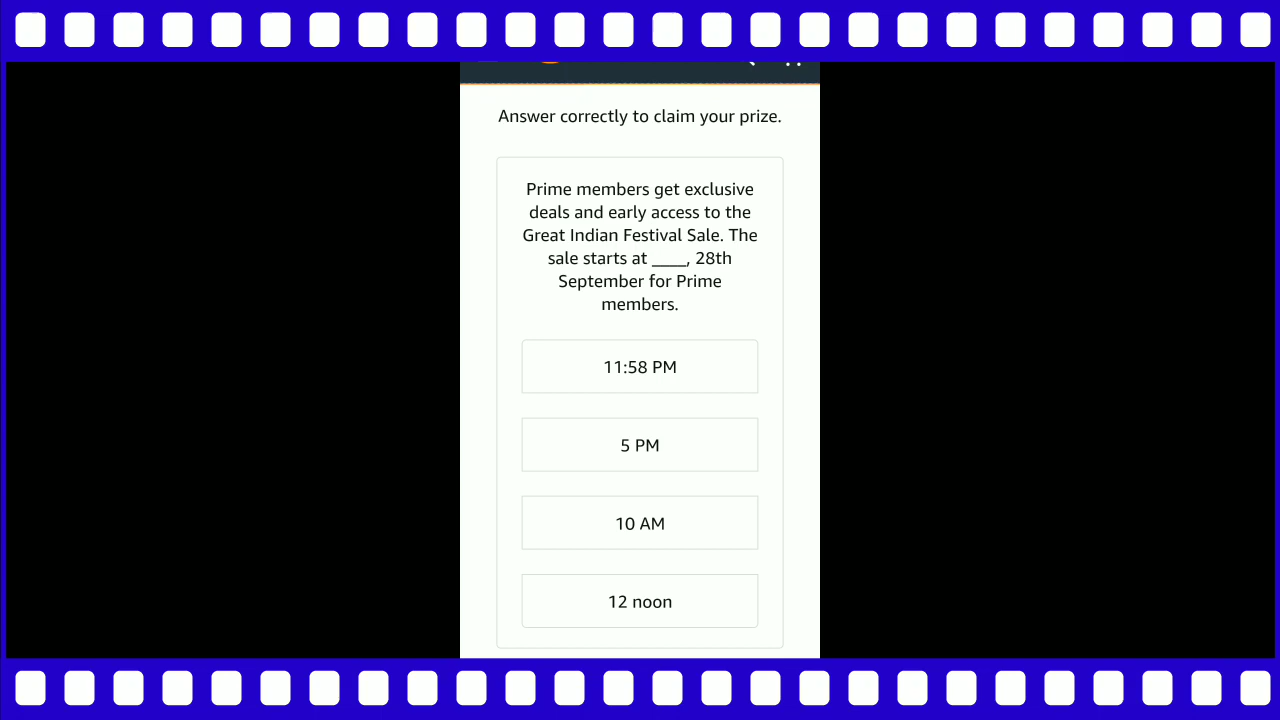 Answer correctly to claim your prize.
Prime members get exclusive
deals and early access to the
Great Indian Festival Sale. The
sale starts at ____, 28th
September for Prime
members.
11:58 PM
5 PM
10 AM
12 noon